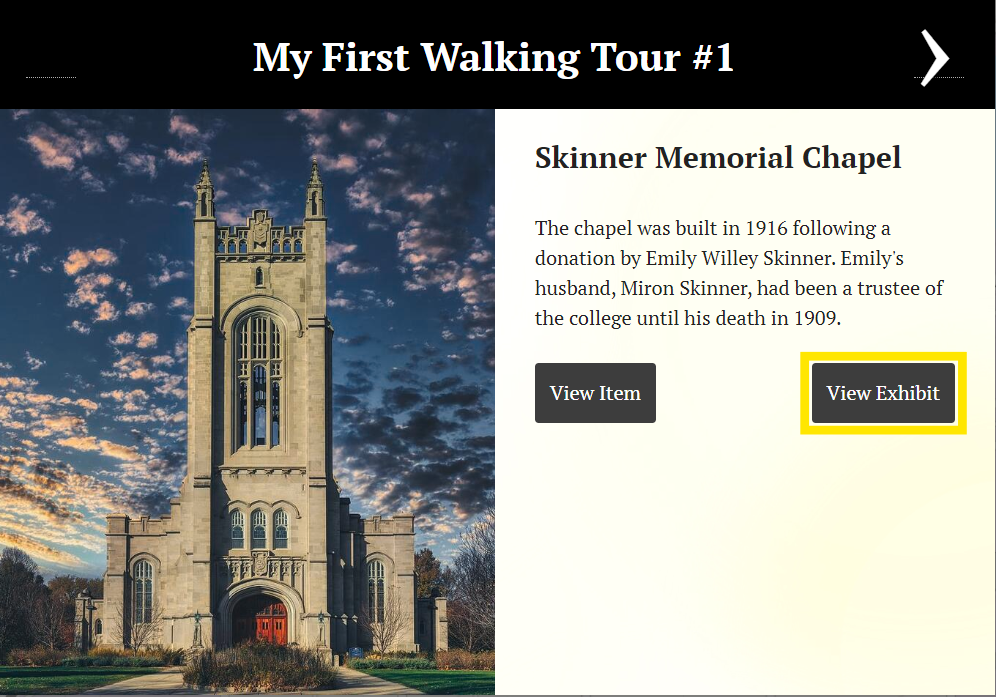 My First Walking Tour #1
Skinner Memorial Chapel
The chapel was built in 1916 following a
donation by Emily Willey Skinner. Emily's
husband, Miron Skinner, had been a trustee of
the college until his death in 1909.
View Item
View Exhibit